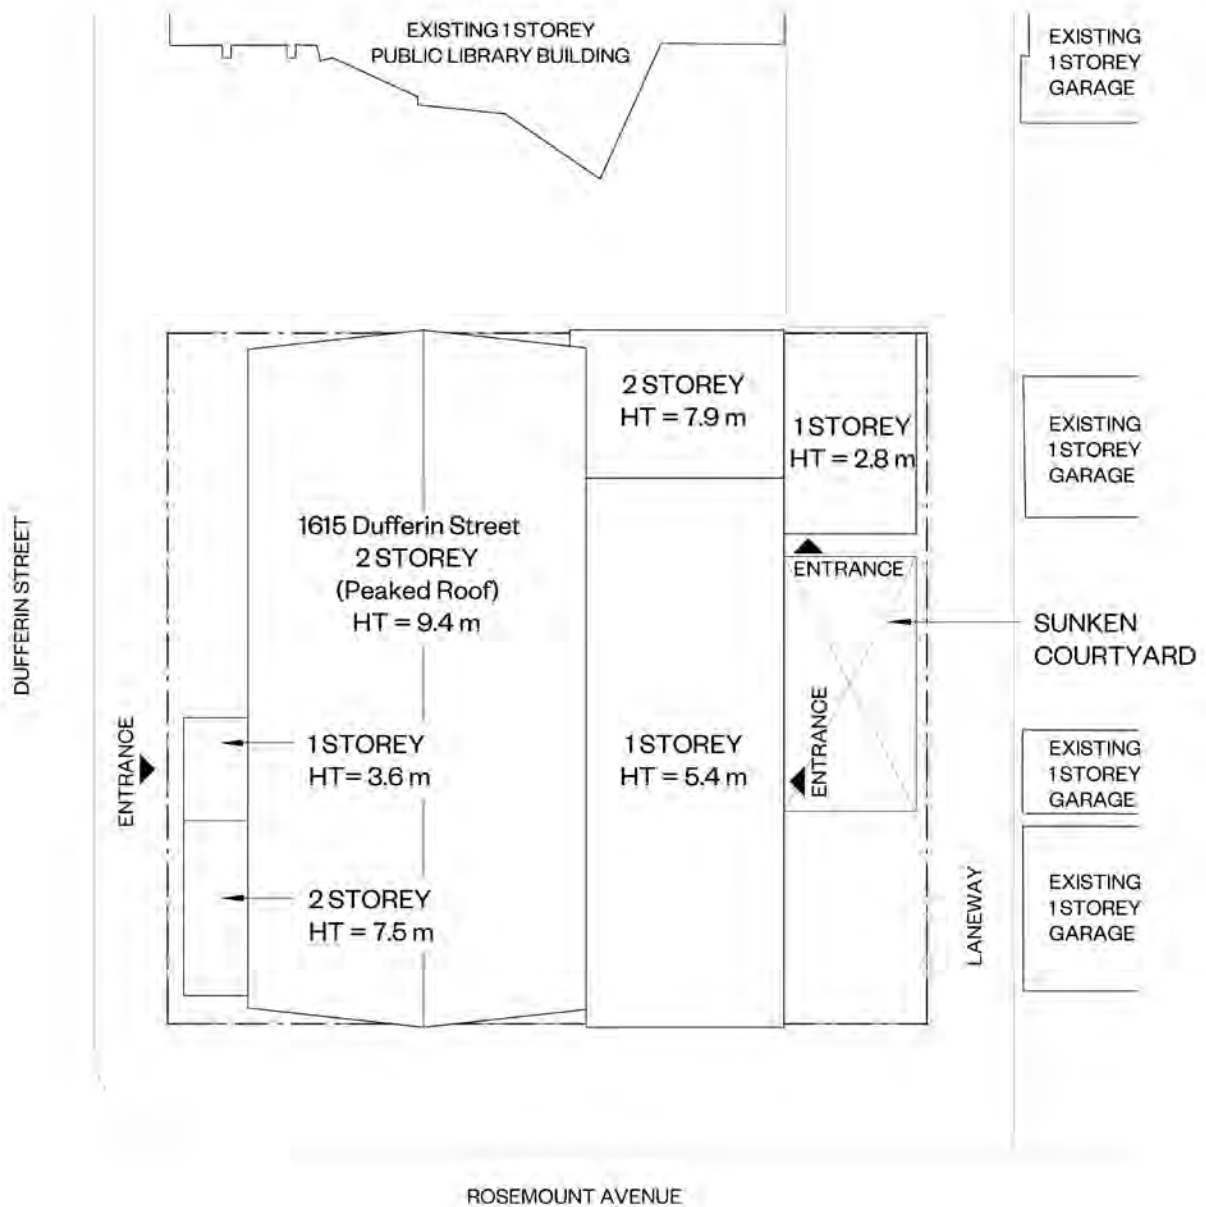 EXISTING 1 STOREY
PUBLIC LIBRARY BUILDING
EXISTING
1 STOREY
GARAGE
2 STOREY
HT = 7.9 m
1 STOREY
HT = 2.8 m
EXISTING
1 STOREY
GARAGE
1615 Dufferin Street
2 STOREY
(Peaked Roof)
HT = 9.4 m
ENTRANCE
DUFFERIN STREET
SUNKEN
COURTYARD
ENTRANCE
1 STOREY
HT = 3.6 m
1 STOREY
HT = 5.4 m
ENTRANCE
EXISTING
1 STOREY
GARAGE
2 STOREY
HT = 7.5 m
LANEWAY
EXISTING
1 STOREY
GARAGE
ROSEMOUNT AVENUE